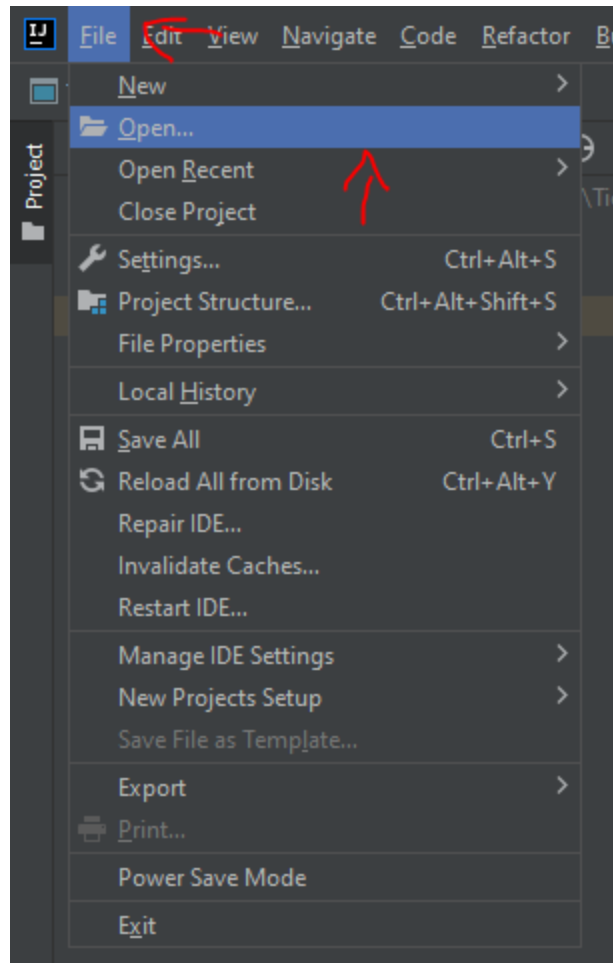 IJ File Edit View Navigate Code Refactor
Project
New
Open...
Open Recent
Close Project
Settings... Ctrl+Alt+S
Project Structure... Ctrl+Alt+Shift+S
File Properties
Local History
Save All Ctrl+S
Reload All from Disk Ctrl+Alt+Y
Repair IDE...
Invalidate Caches...
Restart IDE...
Manage IDE Settings
New Projects Setup
Save File as Template...
Export
Print...
Power Save Mode
Exit